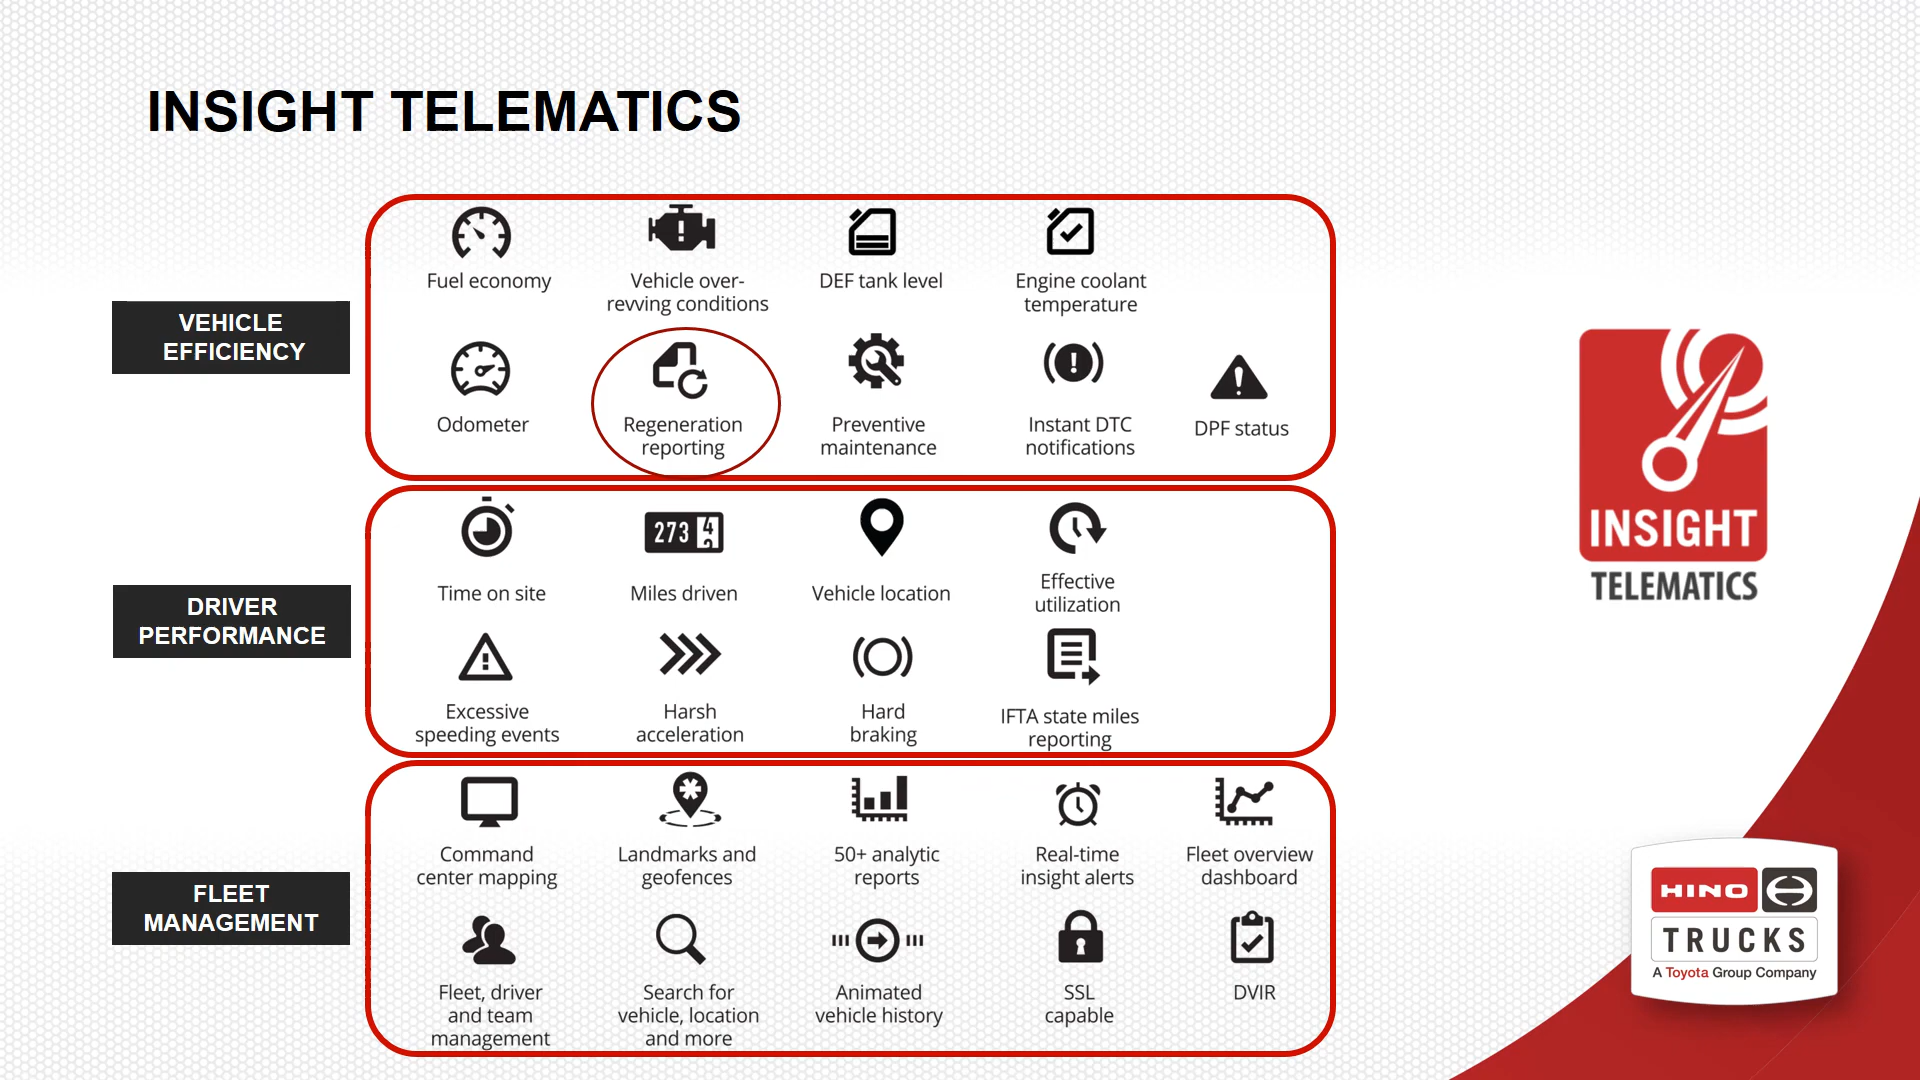 INSIGHT TELEMATICS
VEHICLE
EFFICIENCY
Fuel economy
Vehicle over-
revving conditions
DEF tank level
Engine coolant
temperature
Odometer
Regeneration
reporting
Preventive
maintenance
Instant DTC
notifications
DPF status
DRIVER
PERFORMANCE
273
Time on site
Miles driven
Vehicle location
Effective
utilization
Excessive
speeding events
Harsh
acceleration
Hard
braking
IFTA state miles
reporting
FLEET
MANAGEMENT
Command
center mapping
Landmarks and
geofences
50+ analytic
reports
Real-time
insight alerts
Fleet overview
dashboard
Fleet, driver
and team
management
Search for
vehicle, location
and more
Animated
vehicle history
SSL
capable
DVIR
INSIGHT
TELEMATICS
HINO
TRUCKS
A Toyota Group Company